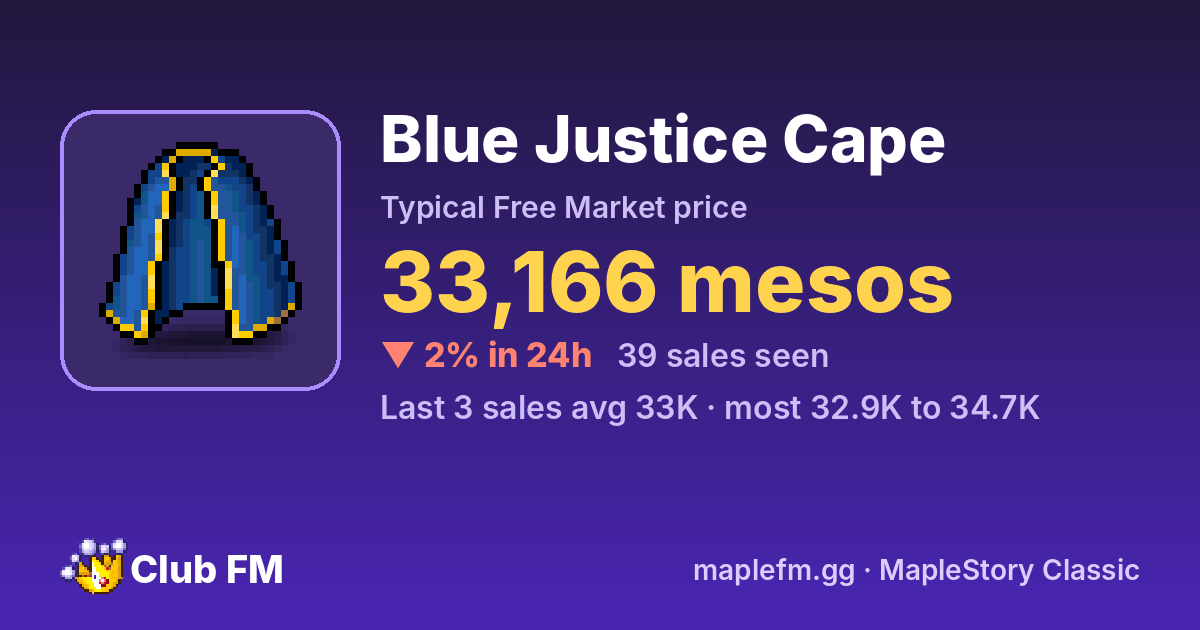 Blue Justice Cape
Typical Free Market price
33,166 mesos
▼ 2% in 24h 39 sales seen
Last 3 sales avg 33K · most 32.9K to 34.7K
Club FM
maplefm.gg · MapleStory Classic